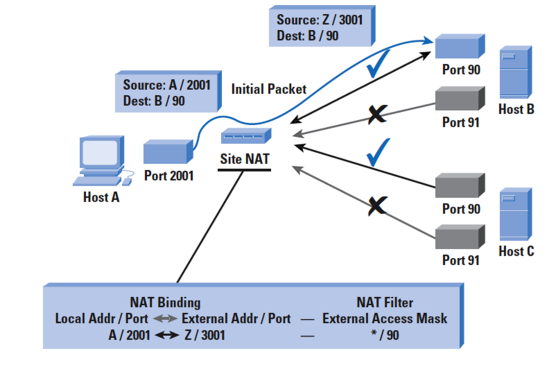 Source: Z / 3001
Dest: B / 90
Source: A / 2001
Dest: B / 90
Initial Packet
Port 90
Port 91
Host B
Site NAT
Port 2001
Host A
Port 90
Port 91
Host C
NAT Binding NAT Filter
Local Addr / Port External Addr / Port — External Access Mask
A / 2001 Z / 3001 — * / 90